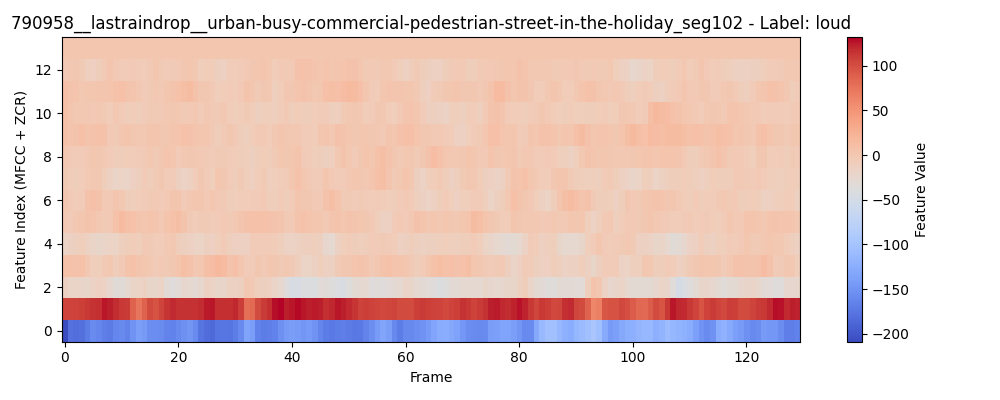 790958__lastraindrop__urban-busy-commercial-pedestrian-street-in-the-holiday_seg102 - Label: loud
12
10
8
6
4
2
0
Feature Index (MFCC + ZCR)
0 20 40 60 80 100 120
Frame
100
50
0
−50
−100
−150
−200
Feature Value